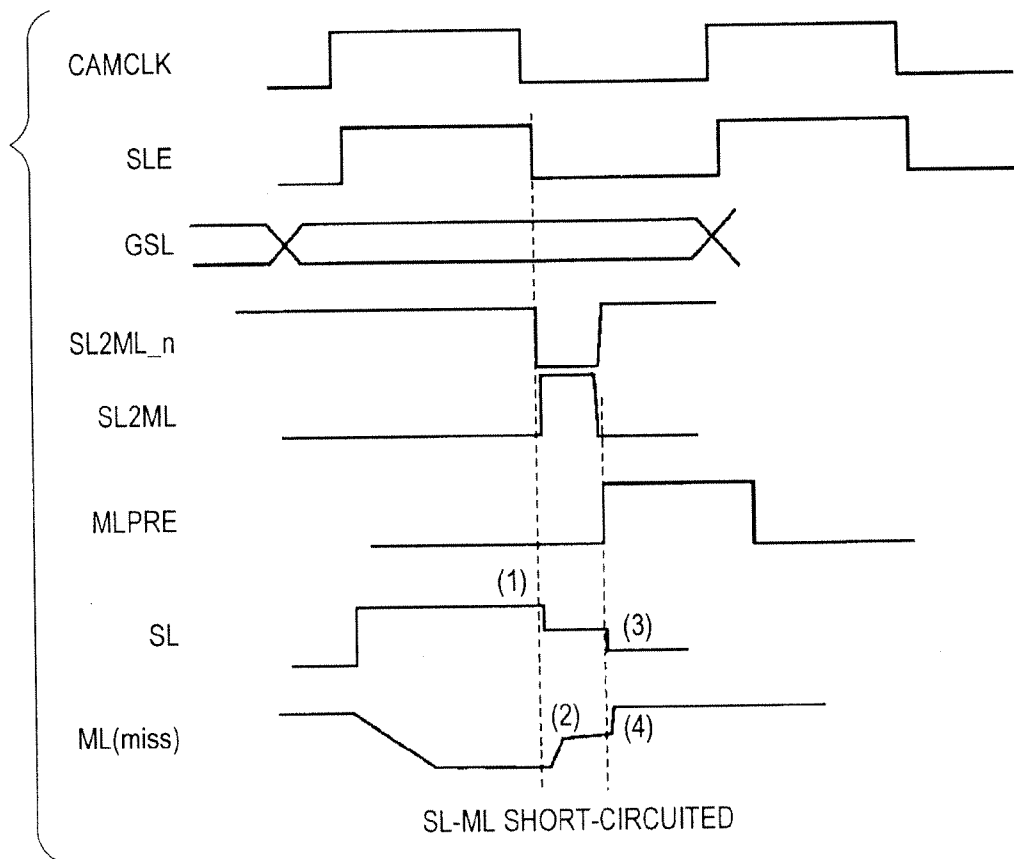 CAMCLK
SLE
GSL
SL2ML_n
SL2ML
MLPRE
(1)
SL
(3)
ML(miss)
(2)
(4)
SL-ML SHORT-CIRCUITED